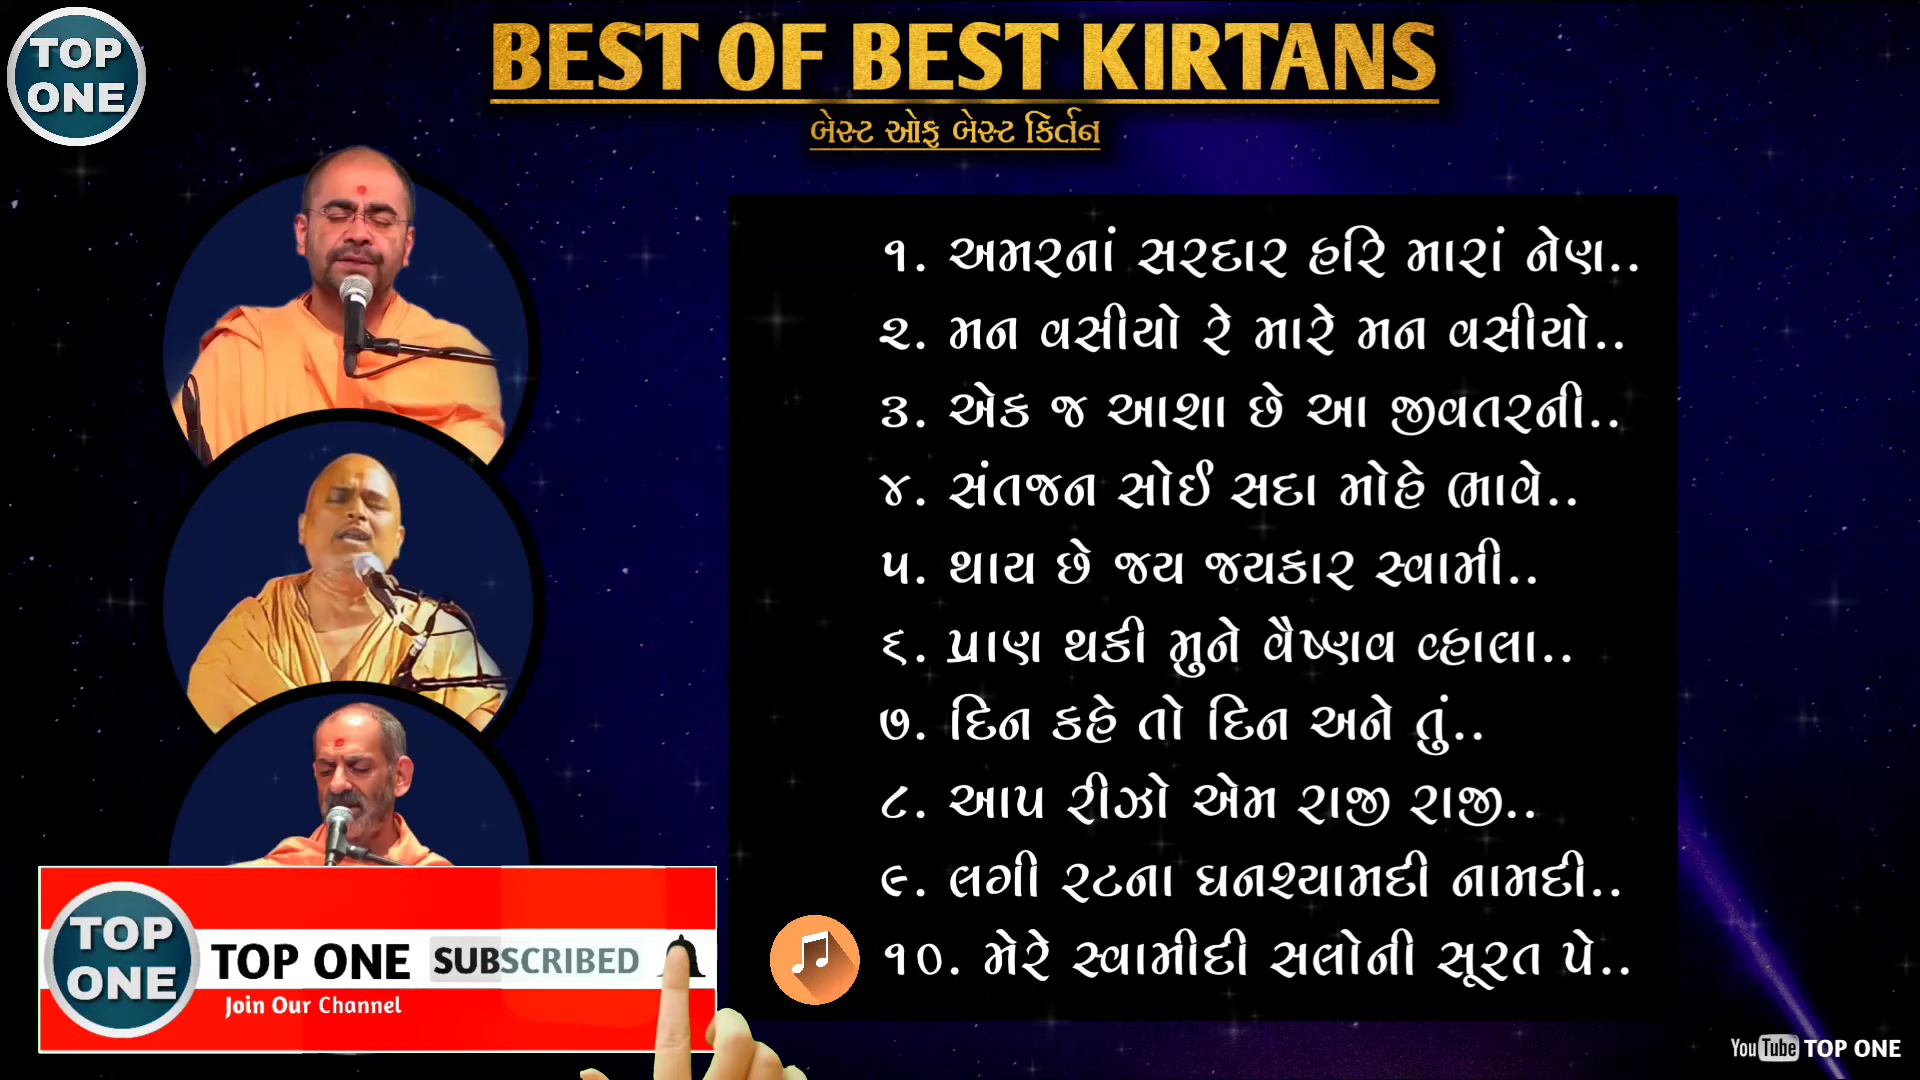 TOP
ONE
BEST OF BEST KIRTANS
બેસ્ટ ઓફ બેસ્ટ કિર્તન
૧. અમરનાં સરદાર હરિ મારાં નેણ..
૨. મન વસીયો રે મારે મન વસીયો..
૩. એક જ આશા છે આ જીવતરની..
૪. સંતજન સોઈ સદા મોહે ભાવે..
૫. થાય છે જય જયકાર સ્વામી..
૬. પ્રાણ થકી મુને વૈષ્ણવ વ્હાલા..
૭. દિન કહે તો દિન અને તું..
૮. આપ રીઝો એમ રાજી રાજી..
૯. લગી રટના ઘનશ્યામદી નામદી..
૧૦. મેરે સ્વામીદી સલોની સૂરત પે..
TOP
ONE
TOP ONE SUBSCRIBED
Join Our Channel
YouTube TOP ONE